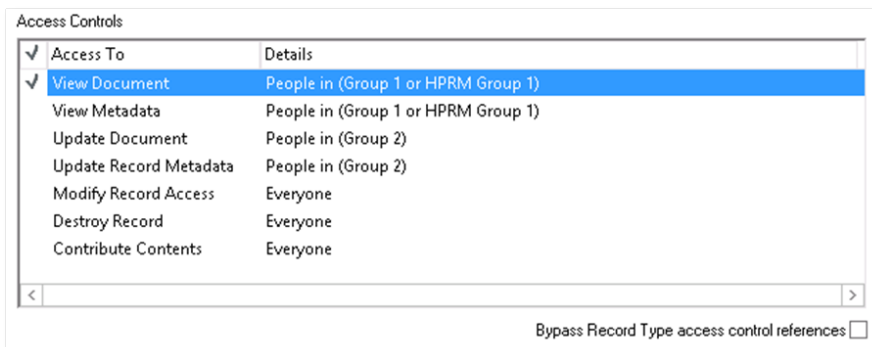 Access Controls
Access To Details
View Document People in (Group 1 or HPRM Group 1)
View Metadata People in (Group 1 or HPRM Group 1)
Update Document People in (Group 2)
Update Record Metadata People in (Group 2)
Modify Record Access Everyone
Destroy Record Everyone
Contribute Contents Everyone
Bypass Record Type access control references